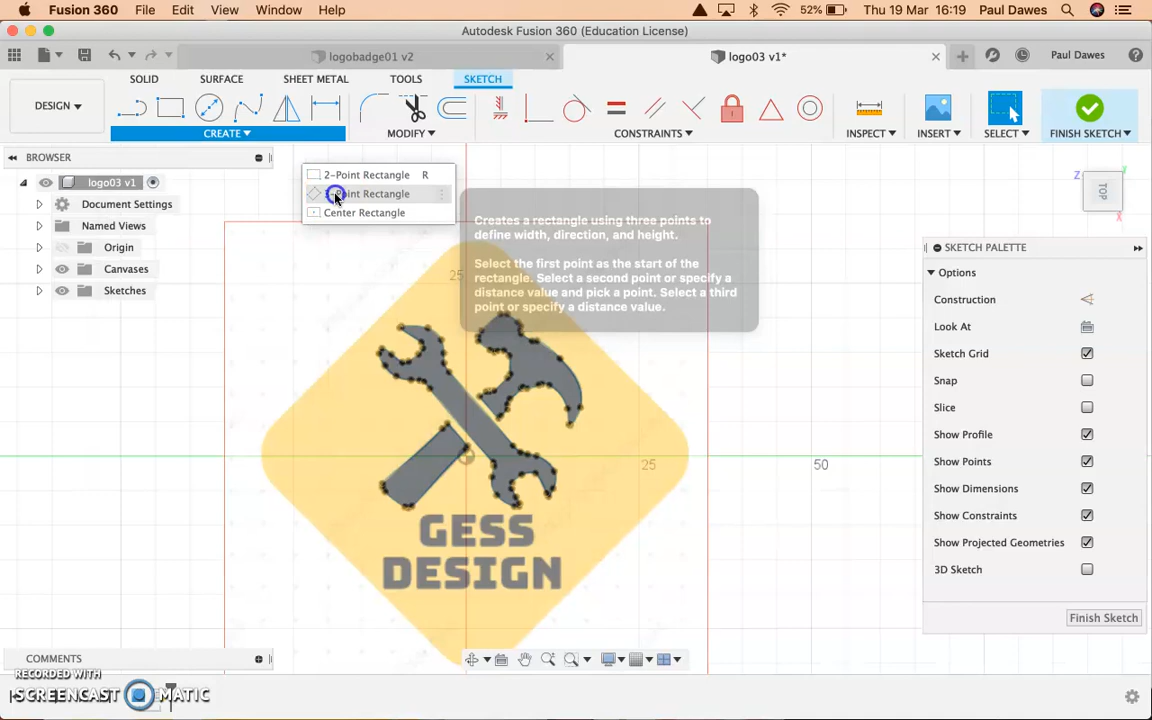 Fusion 360 File Edit View Window Help 52% Thu 19 Mar 16:19 Paul Dawes
Autodesk Fusion 360 (Education License)
logobadge01 v2 logo03 v1* Paul Dawes
DESIGN SOLID SURFACE SHEET METAL TOOLS SKETCH
CREATE MODIFY CONSTRAINTS INSPECT INSERT SELECT FINISH SKETCH
BROWSER
logo03 v1
Document Settings
Named Views
Origin
Canvases
Sketches
2-Point Rectangle R
3-Point Rectangle
Center Rectangle
Creates a rectangle using three points to
define width, direction, and height.
Select the first point as the start of the
rectangle. Select a second point or specify a
distance value and pick a point. Select a third
point or specify a distance value.
25
25
50
GESS
DESIGN
Z
Y
TOP
X
SKETCH PALETTE
Options
Construction
Look At
Sketch Grid
Snap
Slice
Show Profile
Show Points
Show Dimensions
Show Constraints
Show Projected Geometries
3D Sketch
Finish Sketch
COMMENTS
RECORDED WITH
SCREENCAST MATIC